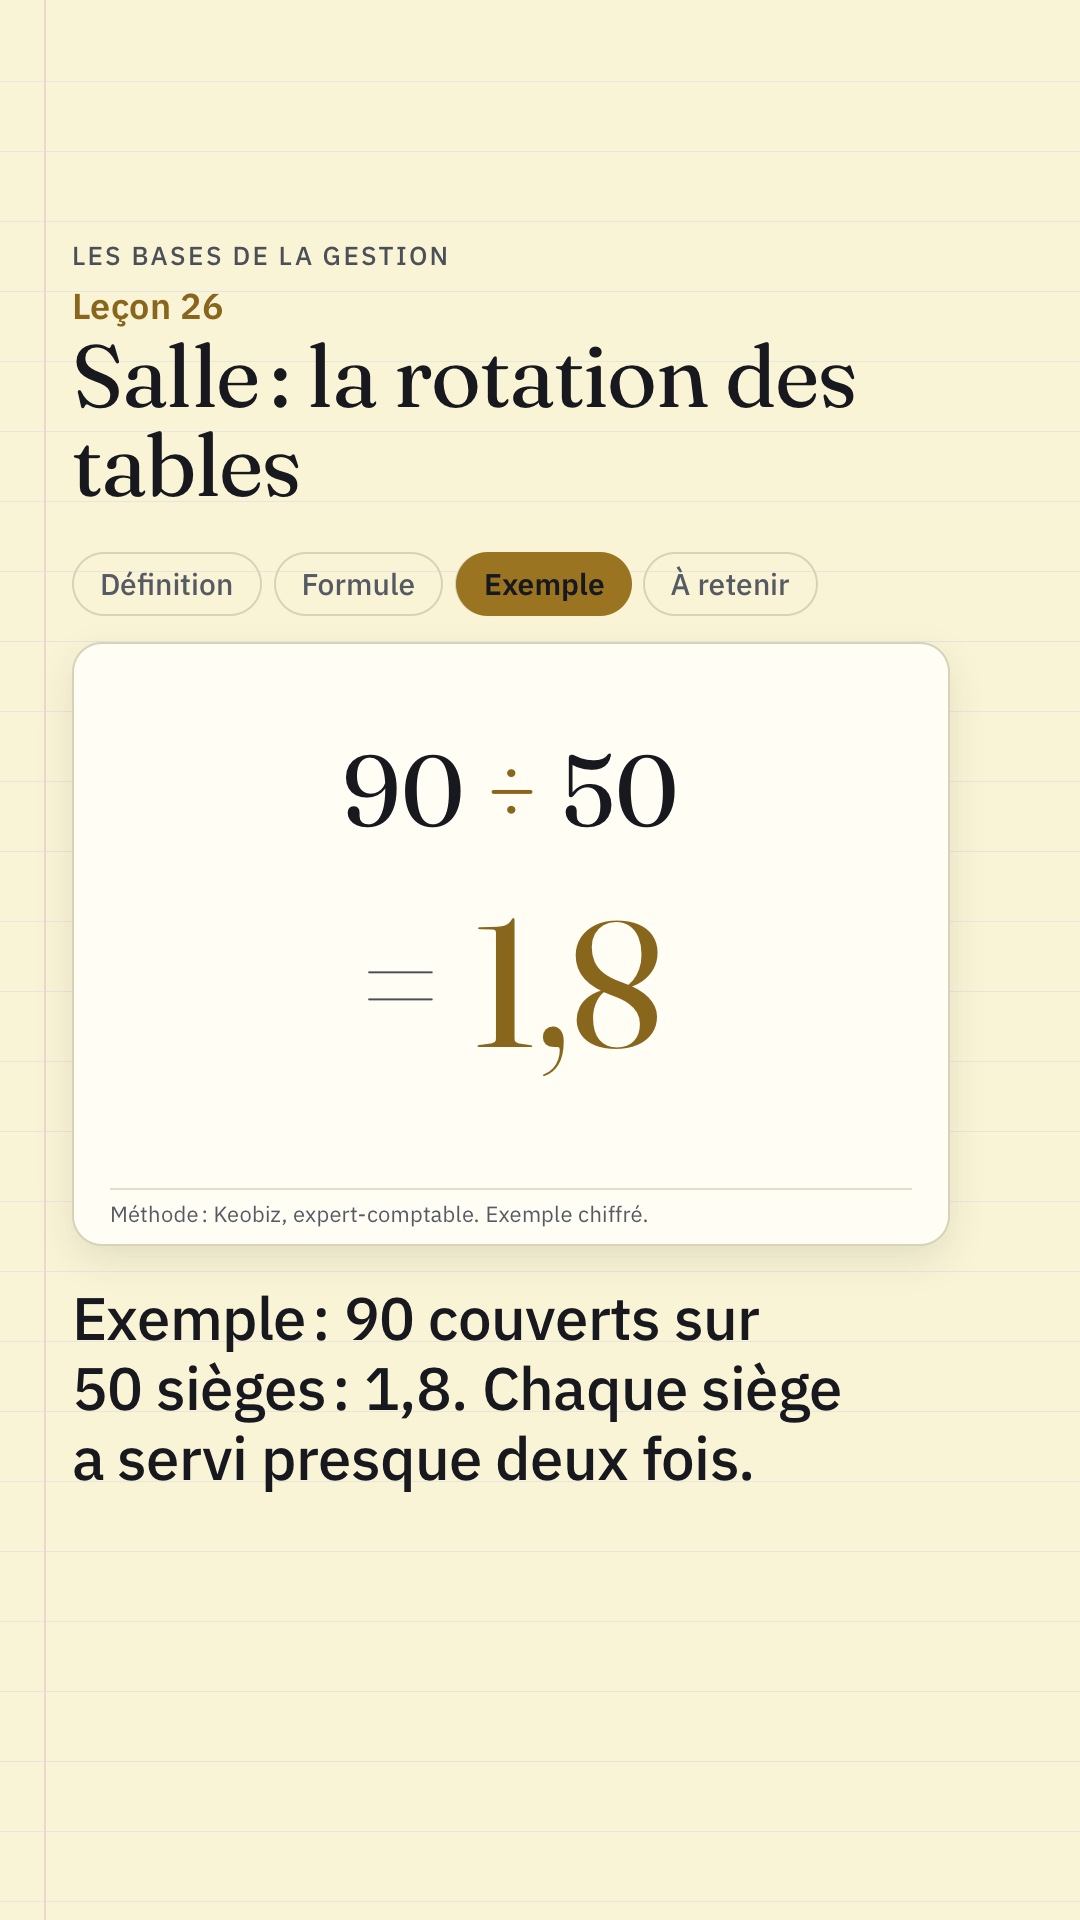 LES BASES DE LA GESTION
Leçon 26
Salle : la rotation des
tables
Définition
Formule
Exemple
À retenir
90 ÷ 50
= 1,8
Méthode : Keobiz, expert-comptable. Exemple chiffré.
Exemple : 90 couverts sur
50 sièges : 1,8. Chaque siège
a servi presque deux fois.